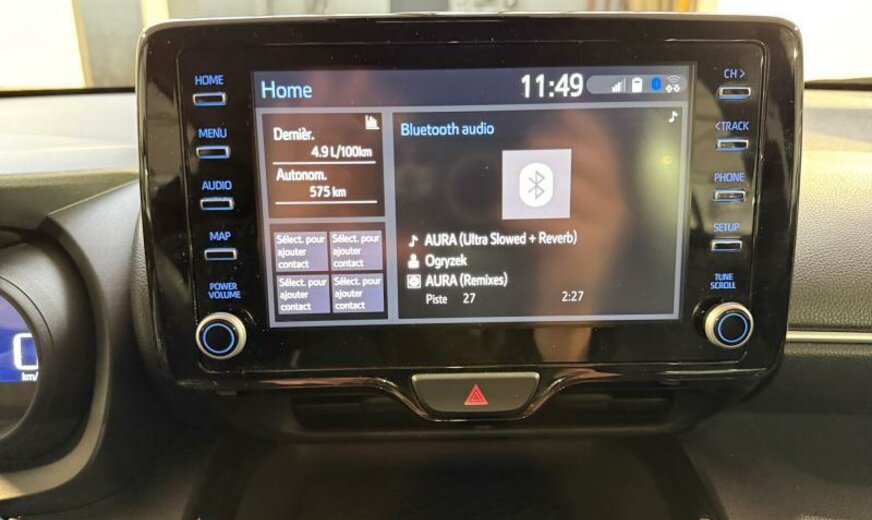 HOME
MENU
AUDIO
MAP
POWER
VOLUME
Home
11:49
Dernièr.
4.9 L/100km
Autonom.
575 km
Sélect. pour
ajouter
contact
Sélect. pour
ajouter
contact
Sélect. pour
ajouter
contact
Sélect. pour
ajouter
contact
Bluetooth audio
AURA (Ultra Slowed + Reverb)
Ogryzek
AURA (Remixes)
Piste 27 2:27
CH >
< TRACK
PHONE
SETUP
TUNE
SCROLL
0
km/